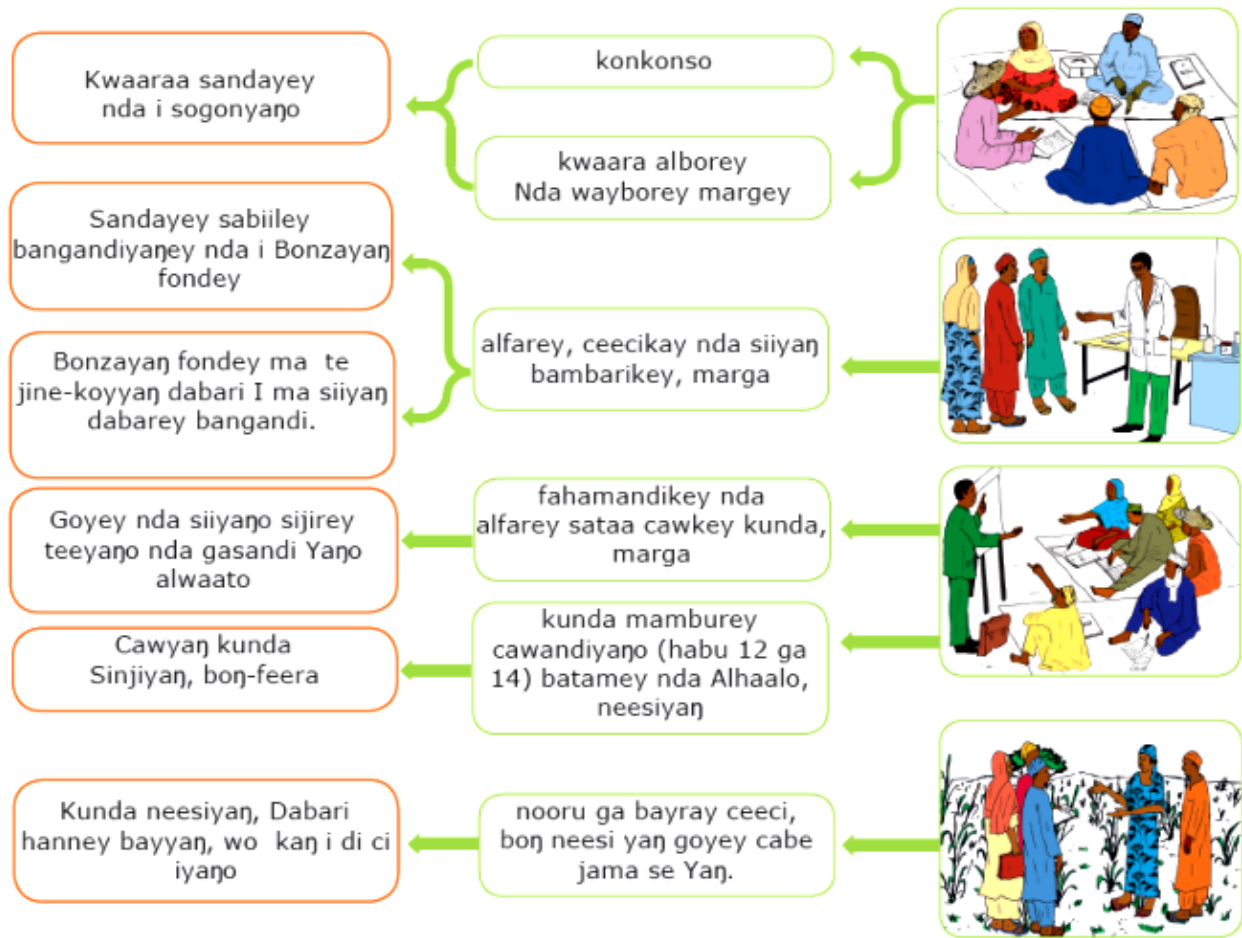 Kwaaraa sandayey
nda i sogonyaŋo
konkonso
kwaara alborey
Nda wayborey margey
Sandayey sabiiley
bangandiyaŋey nda i Bonzayaŋ
fondey
Bonzayaŋ fondey ma te
jine-koyyaŋ dabari I ma siiyaŋ
dabarey bangandi.
alfarey, ceecikay nda siiyaŋ
bambarikey, marga
Goyey nda siiyaŋo sijirey
teeyaŋo nda gasandi Yaŋo
alwaato
fahamandikey nda
alfarey sataa cawkey kunda,
marga
Cawyaŋ kunda
Sinjiyaŋ, boŋ-feera
kunda mamburey
cawandiyaŋo (habu 12 ga
14) batamey nda Alhaalo,
neesiyaŋ
Kunda neesiyaŋ, Dabari
hanney bayyaŋ, wo kaŋ i di ci
iyaŋo
nooru ga bayray ceeci,
boŋ neesi yaŋ goyey cabe
jama se Yaŋ.